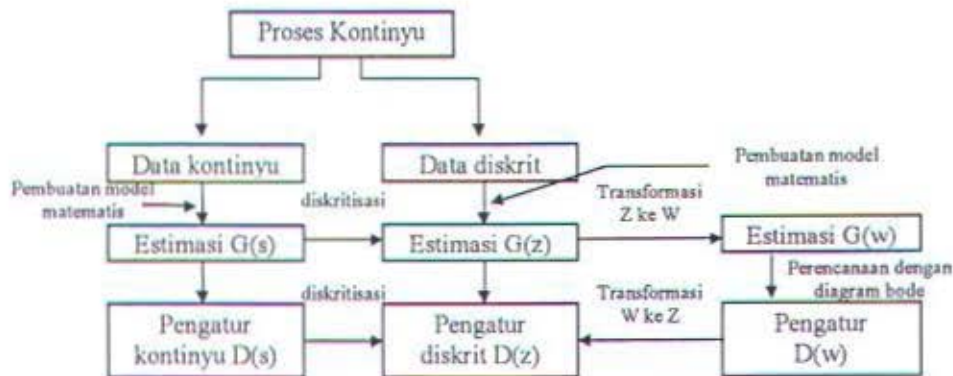 Proses Kontinyu
Data kontinyu
Data diskrit
Pembuatan model
matematis
Pembuatan model
matematis
diskritisasi
Transformasi
Z ke W
Estimasi G(s)
Estimasi G(z)
Estimasi G(w)
diskritisasi
Transformasi
W ke Z
Perencanaan dengan
diagram bode
Pengatur
kontinyu D(s)
Pengatur
diskrit D(z)
Pengatur
D(w)